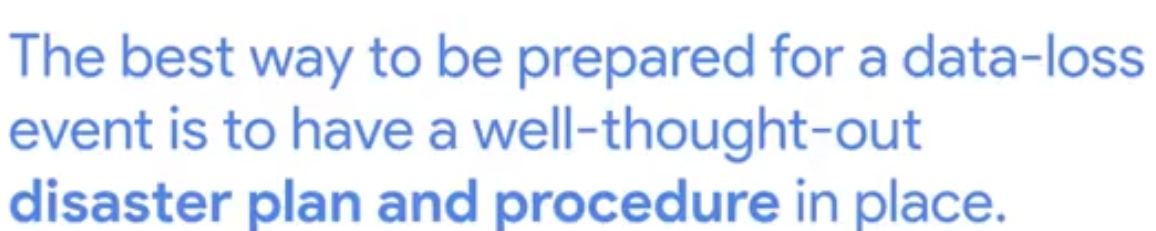 The best way to be prepared for a data-loss
event is to have a well-thought-out
disaster plan and procedure in place.